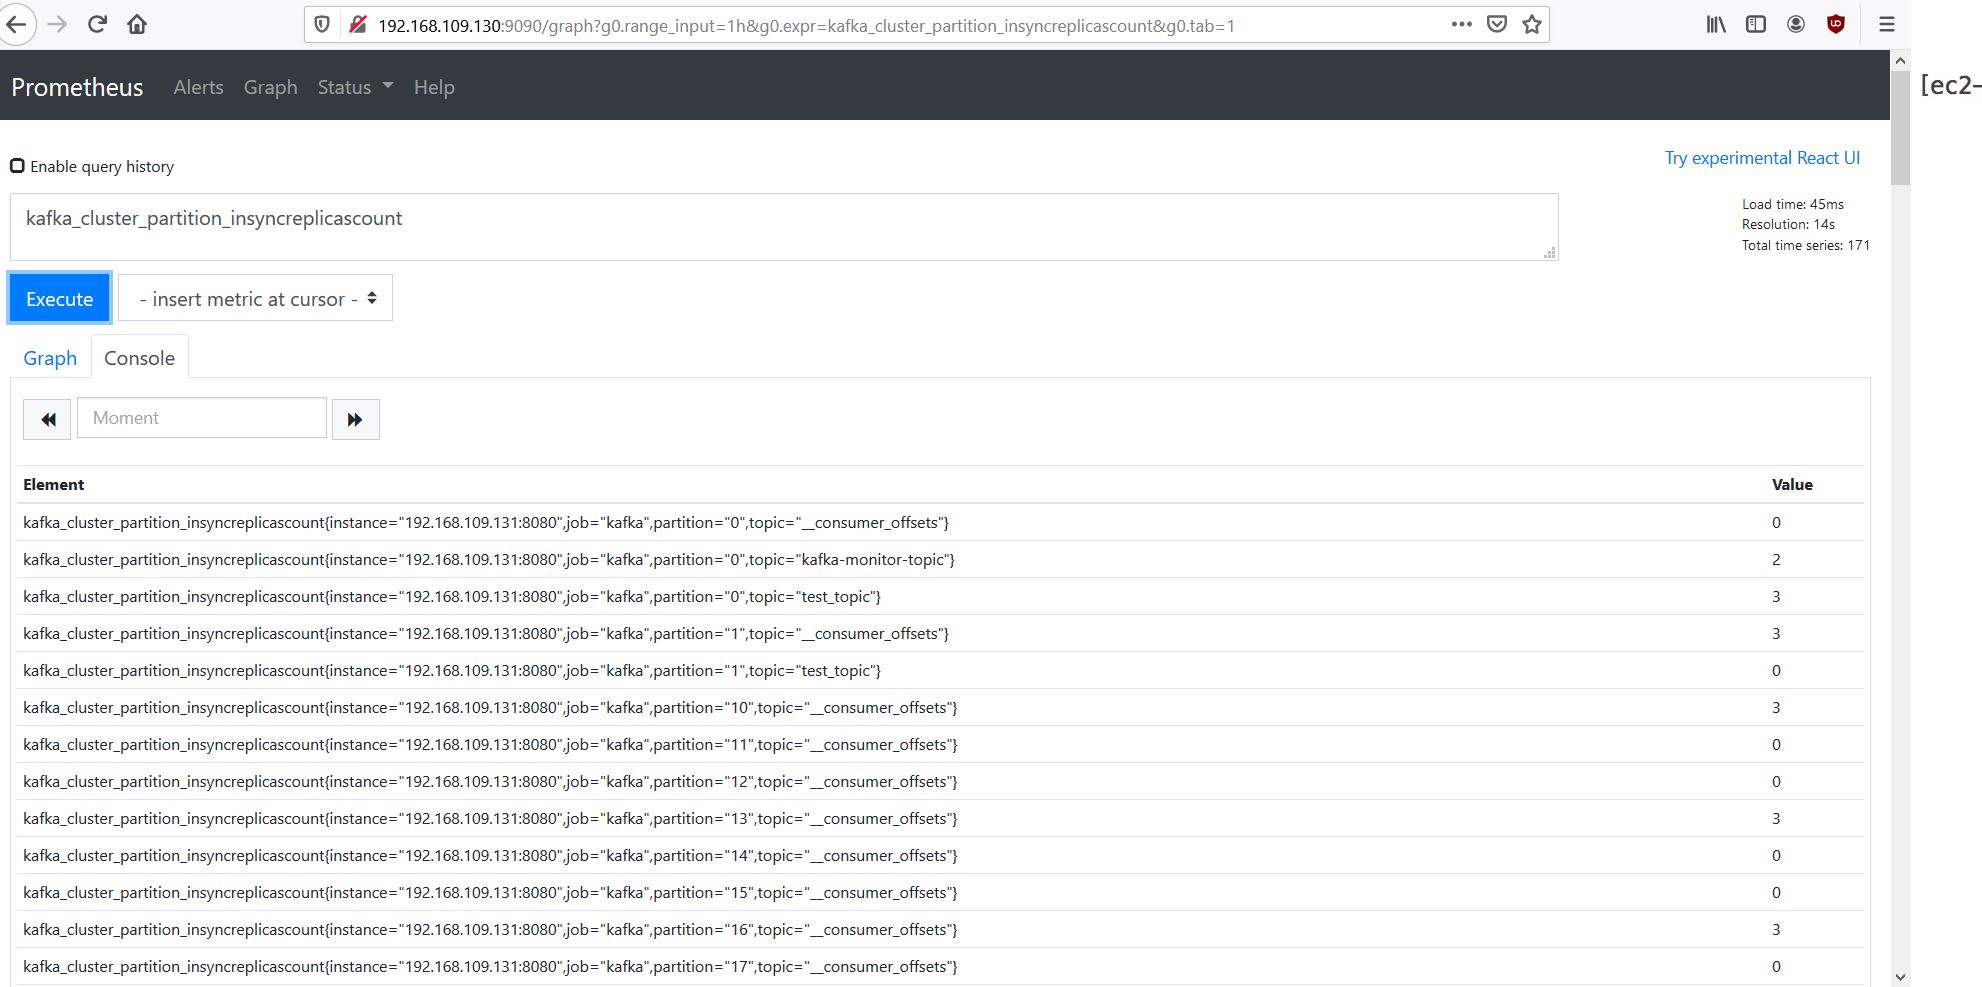 192.168.109.130:9090/graph?g0.range_input=1h&g0.expr=kafka_cluster_partition_insyncreplicascount&g0.tab=1
Prometheus Alerts Graph Status Help
[ec2-
Try experimental React UI
Enable query history
kafka_cluster_partition_insyncreplicascount
Load time: 45ms
Resolution: 14s
Total time series: 171
Execute - insert metric at cursor -
Graph Console
Moment
Element Value
kafka_cluster_partition_insyncreplicascount{instance="192.168.109.131:8080",job="kafka",partition="0",topic="__consumer_offsets"} 0
kafka_cluster_partition_insyncreplicascount{instance="192.168.109.131:8080",job="kafka",partition="0",topic="kafka-monitor-topic"} 2
kafka_cluster_partition_insyncreplicascount{instance="192.168.109.131:8080",job="kafka",partition="0",topic="test_topic"} 3
kafka_cluster_partition_insyncreplicascount{instance="192.168.109.131:8080",job="kafka",partition="1",topic="__consumer_offsets"} 3
kafka_cluster_partition_insyncreplicascount{instance="192.168.109.131:8080",job="kafka",partition="1",topic="test_topic"} 0
kafka_cluster_partition_insyncreplicascount{instance="192.168.109.131:8080",job="kafka",partition="10",topic="__consumer_offsets"} 3
kafka_cluster_partition_insyncreplicascount{instance="192.168.109.131:8080",job="kafka",partition="11",topic="__consumer_offsets"} 0
kafka_cluster_partition_insyncreplicascount{instance="192.168.109.131:8080",job="kafka",partition="12",topic="__consumer_offsets"} 0
kafka_cluster_partition_insyncreplicascount{instance="192.168.109.131:8080",job="kafka",partition="13",topic="__consumer_offsets"} 3
kafka_cluster_partition_insyncreplicascount{instance="192.168.109.131:8080",job="kafka",partition="14",topic="__consumer_offsets"} 0
kafka_cluster_partition_insyncreplicascount{instance="192.168.109.131:8080",job="kafka",partition="15",topic="__consumer_offsets"} 0
kafka_cluster_partition_insyncreplicascount{instance="192.168.109.131:8080",job="kafka",partition="16",topic="__consumer_offsets"} 3
kafka_cluster_partition_insyncreplicascount{instance="192.168.109.131:8080",job="kafka",partition="17",topic="__consumer_offsets"} 0